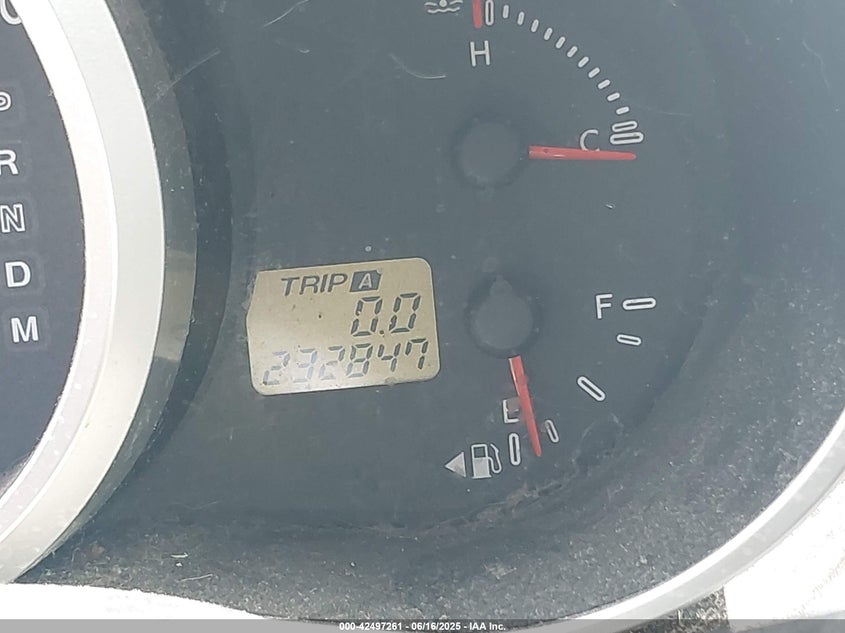 H
C
P
R
N
D
M
TRIP A
0.0
232847
F
E
000-42497261 - 06/16/2025 - IAA Inc.